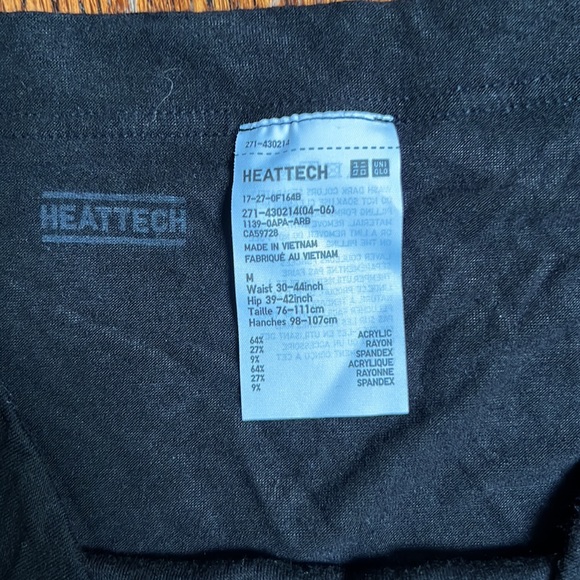 271-430214
HEATTECH
UNI
QLO
17-27-0F164B
271-430214(04-06)
1139-0APA-ARB
CA59728
MADE IN VIETNAM
FABRIQUÉ AU VIETNAM
M
Waist 30-44inch
Hip 39-42inch
Taille 76-111cm
Hanches 98-107cm
64% ACRYLIC
27% RAYON
9% SPANDEX
64% ACRYLIQUE
27% RAYONNE
9% SPANDEX
HEATTECH